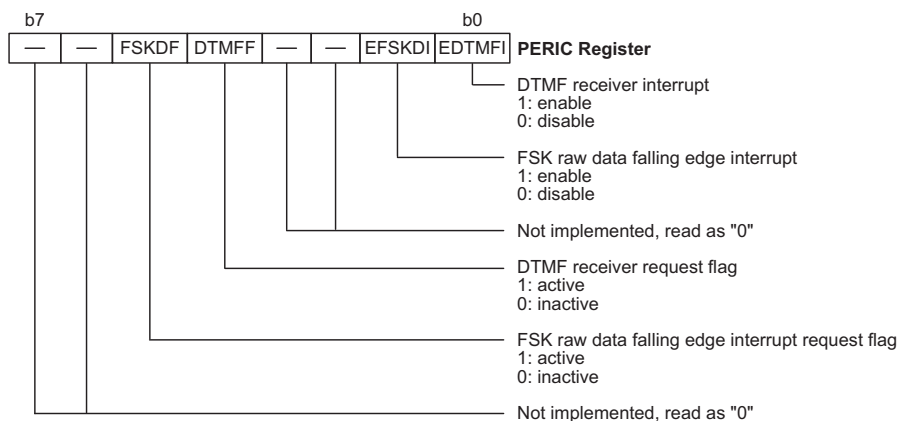 b7 b0
— — FSKDF DTMFF — — EFSKDI EDTMFI PERIC Register
DTMF receiver interrupt
1: enable
0: disable
FSK raw data falling edge interrupt
1: enable
0: disable
Not implemented, read as "0"
DTMF receiver request flag
1: active
0: inactive
FSK raw data falling edge interrupt request flag
1: active
0: inactive
Not implemented, read as "0"